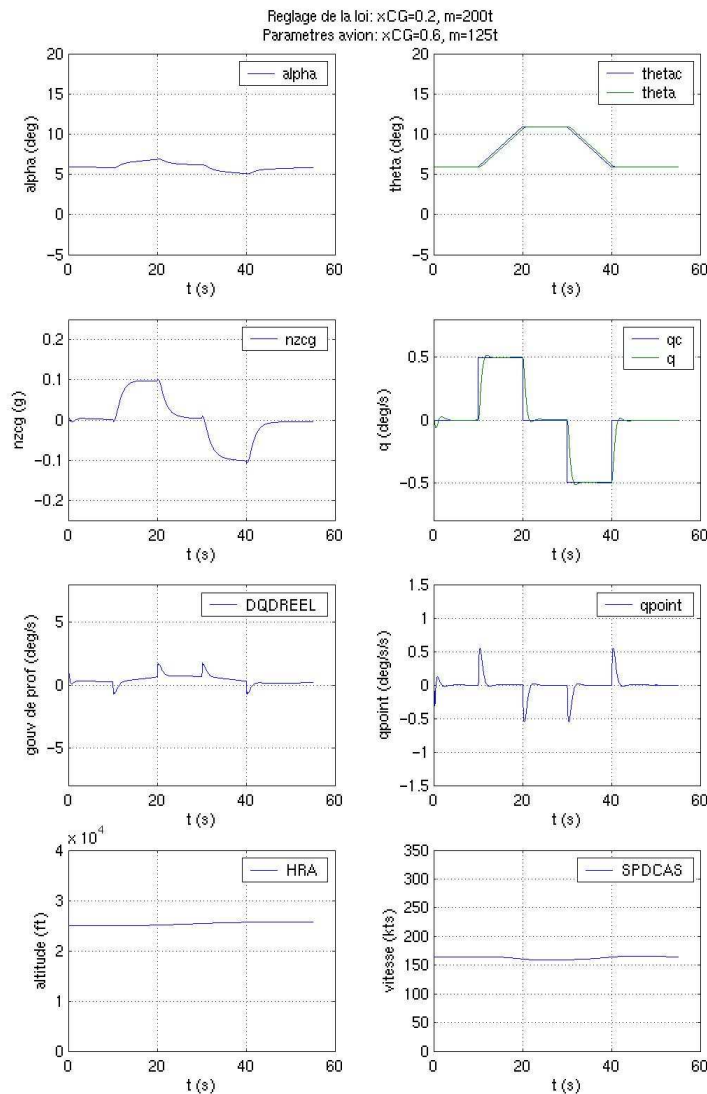 Reglage de la loi: xCG=0.2, m=200t
Parametres avion: xCG=0.6, m=125t
20
15
10
5
0
−5
alpha (deg)
alpha
0
20
40
60
t (s)
20
15
10
5
0
−5
theta (deg)
thetac
theta
0
20
40
60
t (s)
0.2
0.1
0
−0.1
−0.2
nzcg (g)
nzcg
0
20
40
60
t (s)
0.5
0
−0.5
q (deg/s)
qc
q
0
20
40
60
t (s)
5
0
−5
gouv de prof (deg/s)
DQDREEL
0
20
40
60
t (s)
1.5
1
0.5
0
−0.5
−1
−1.5
qpoint (deg/s/s)
qpoint
0
20
40
60
t (s)
x 10⁴
4
3
2
1
0
altitude (ft)
HRA
0
20
40
60
t (s)
350
300
250
200
150
100
50
0
vitesse (kts)
SPDCAS
0
20
40
60
t (s)